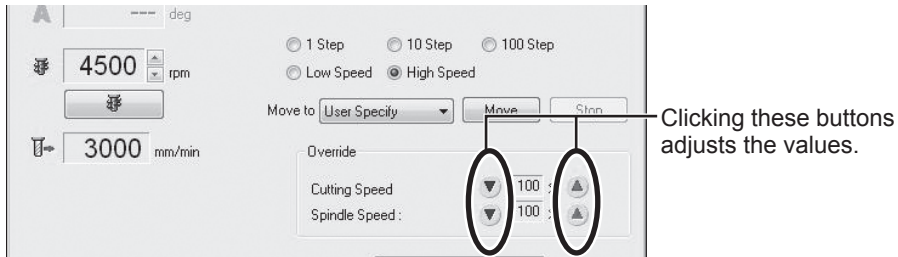 A --- deg
1 Step 10 Step 100 Step
4500 rpm
Low Speed High Speed
Move to User Specify Move Stop
Clicking these buttons
adjusts the values.
3000 mm/min
Override
Cutting Speed 100
Spindle Speed : 100